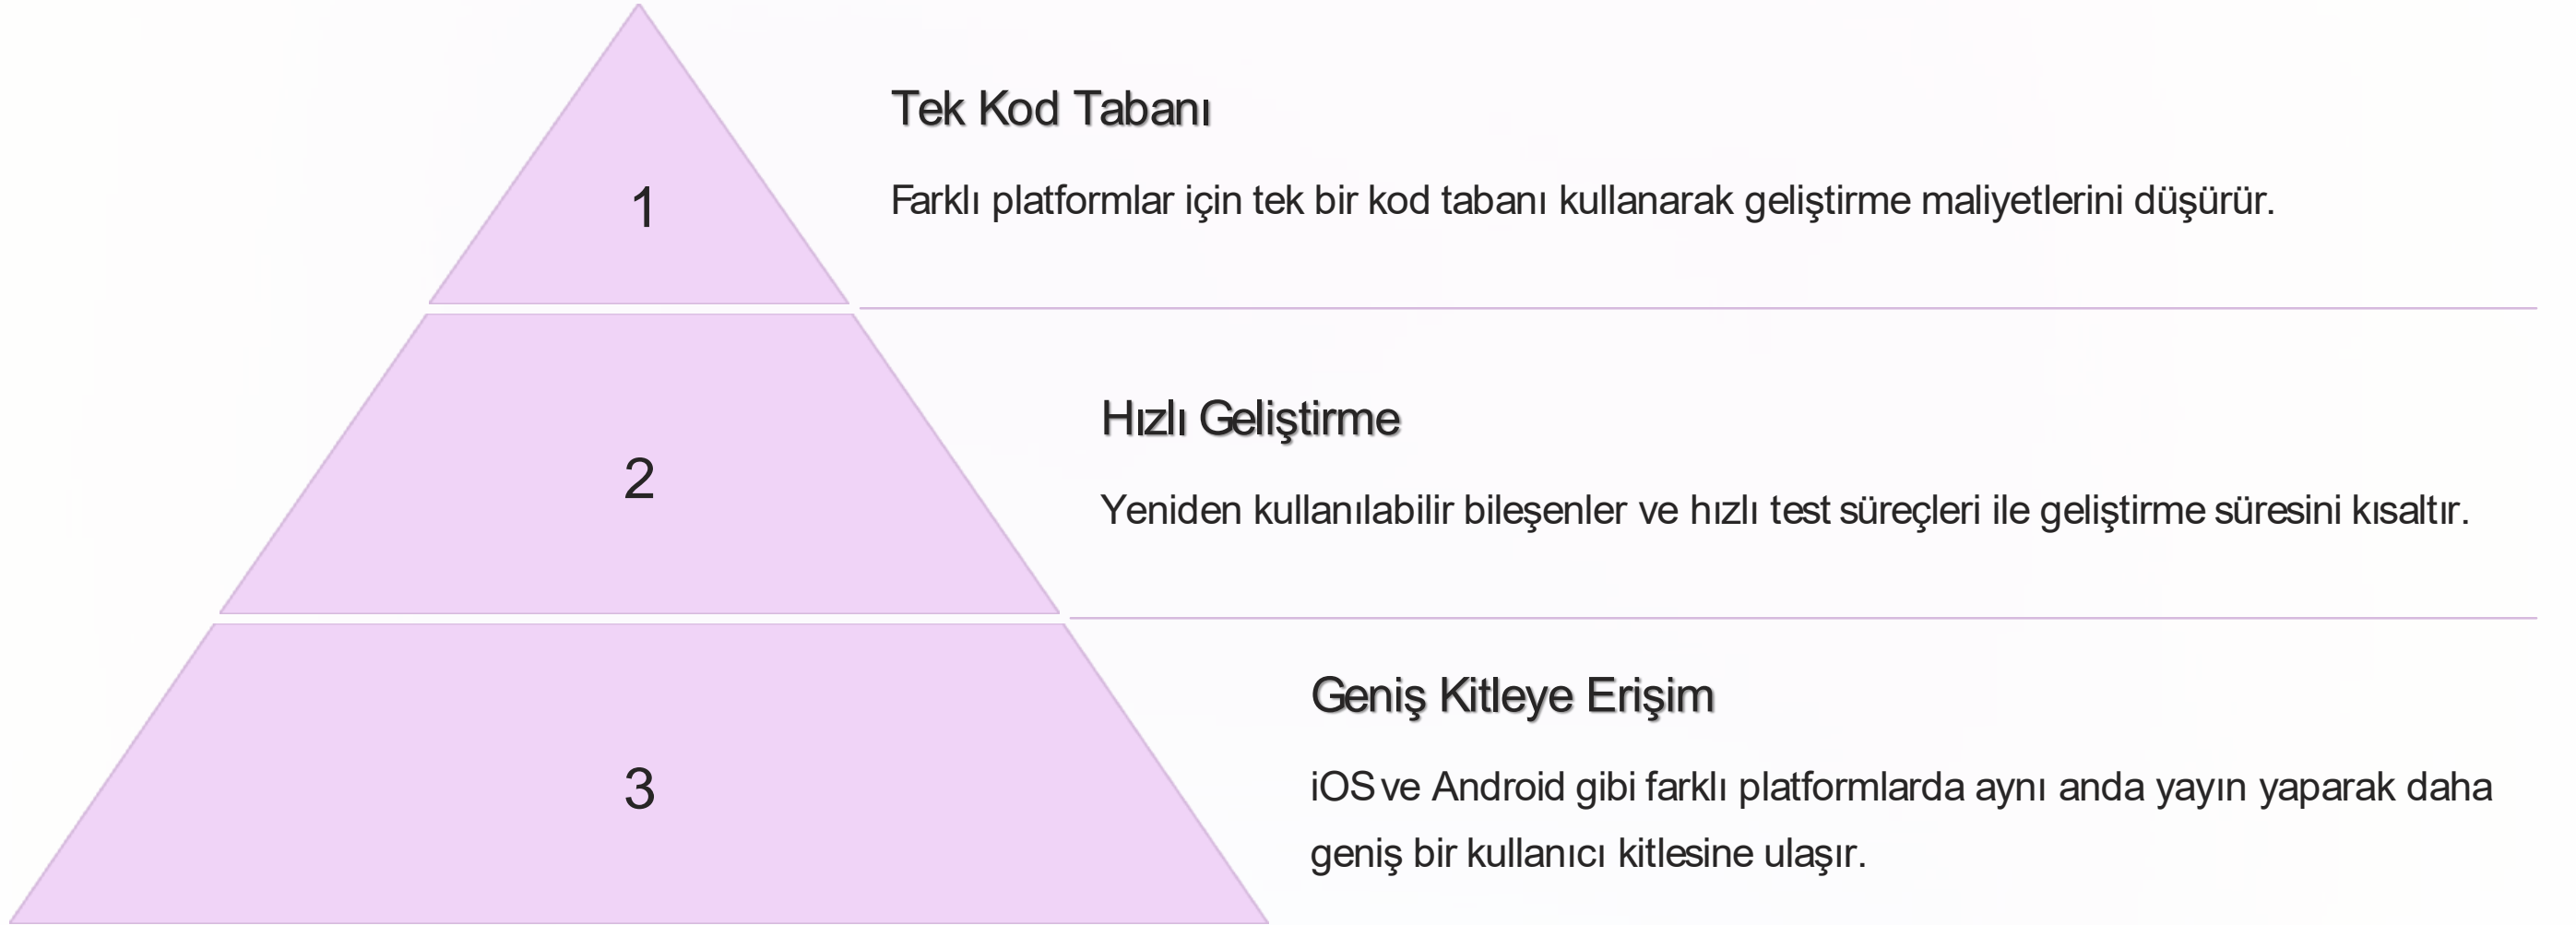 1
Tek Kod Tabanı
Farklı platformlar için tek bir kod tabanı kullanarak geliştirme maliyetlerini düşürür.
2
Hızlı Geliştirme
Yeniden kullanılabilir bileşenler ve hızlı test süreçleri ile geliştirme süresini kısaltır.
3
Geniş Kitleye Erişim
iOS ve Android gibi farklı platformlarda aynı anda yayın yaparak daha
geniş bir kullanıcı kitlesine ulaşır.